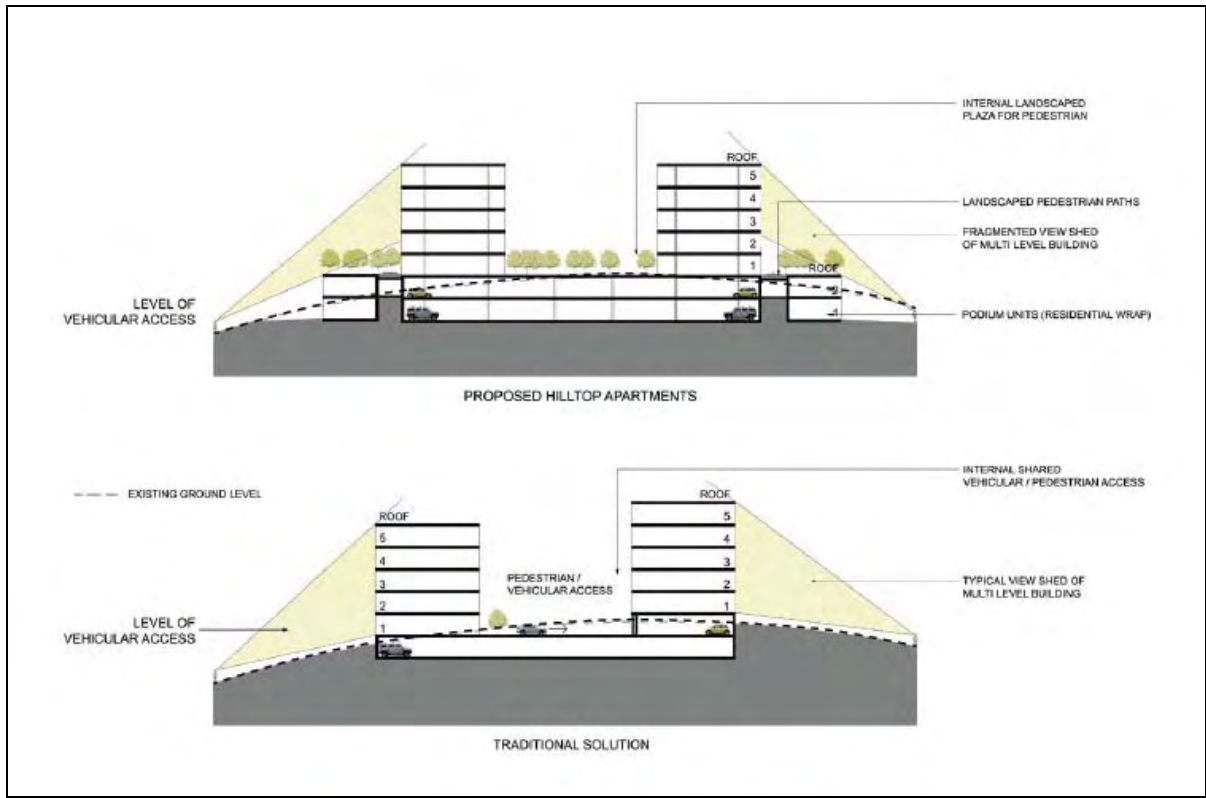 INTERNAL LANDSCAPED
PLAZA FOR PEDESTRIAN
ROOF
5
4
3
2
1
LANDSCAPED PEDESTRIAN PATHS
FRAGMENTED VIEW SHED
OF MULTI LEVEL BUILDING
ROOF
2
1
LEVEL OF
VEHICULAR ACCESS
PODIUM UNITS (RESIDENTIAL WRAP)
PROPOSED HILLTOP APARTMENTS
INTERNAL SHARED
VEHICULAR / PEDESTRIAN ACCESS
EXISTING GROUND LEVEL
ROOF
5
4
3
2
1
ROOF
5
4
3
2
1
PEDESTRIAN /
VEHICULAR ACCESS
TYPICAL VIEW SHED OF
MULTI LEVEL BUILDING
LEVEL OF
VEHICULAR ACCESS
TRADITIONAL SOLUTION